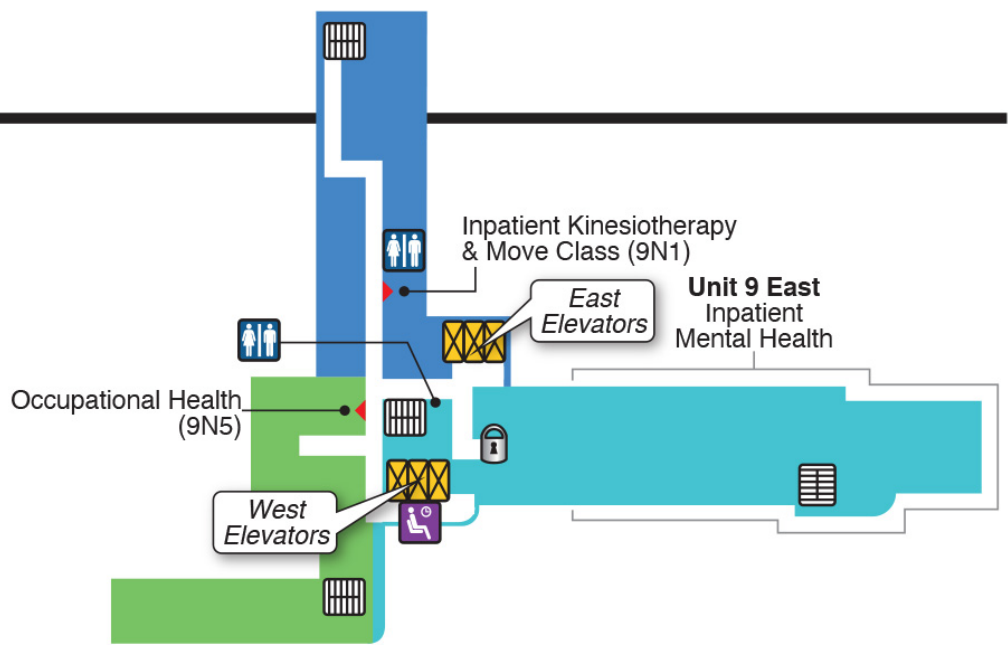 Inpatient Kinesiotherapy
& Move Class (9N1)
East
Elevators
Unit 9 East
Inpatient
Mental Health
Occupational Health
(9N5)
West
Elevators